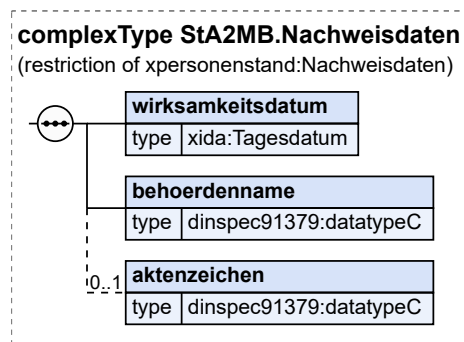 complexType StA2MB.Nachweisdaten
(restriction of xpersonenstand:Nachweisdaten)
wirksamkeitsdatum
type xida:Tagesdatum
behoerdenname
type dinspec91379:datatypeC
0..1 aktenzeichen
type dinspec91379:datatypeC